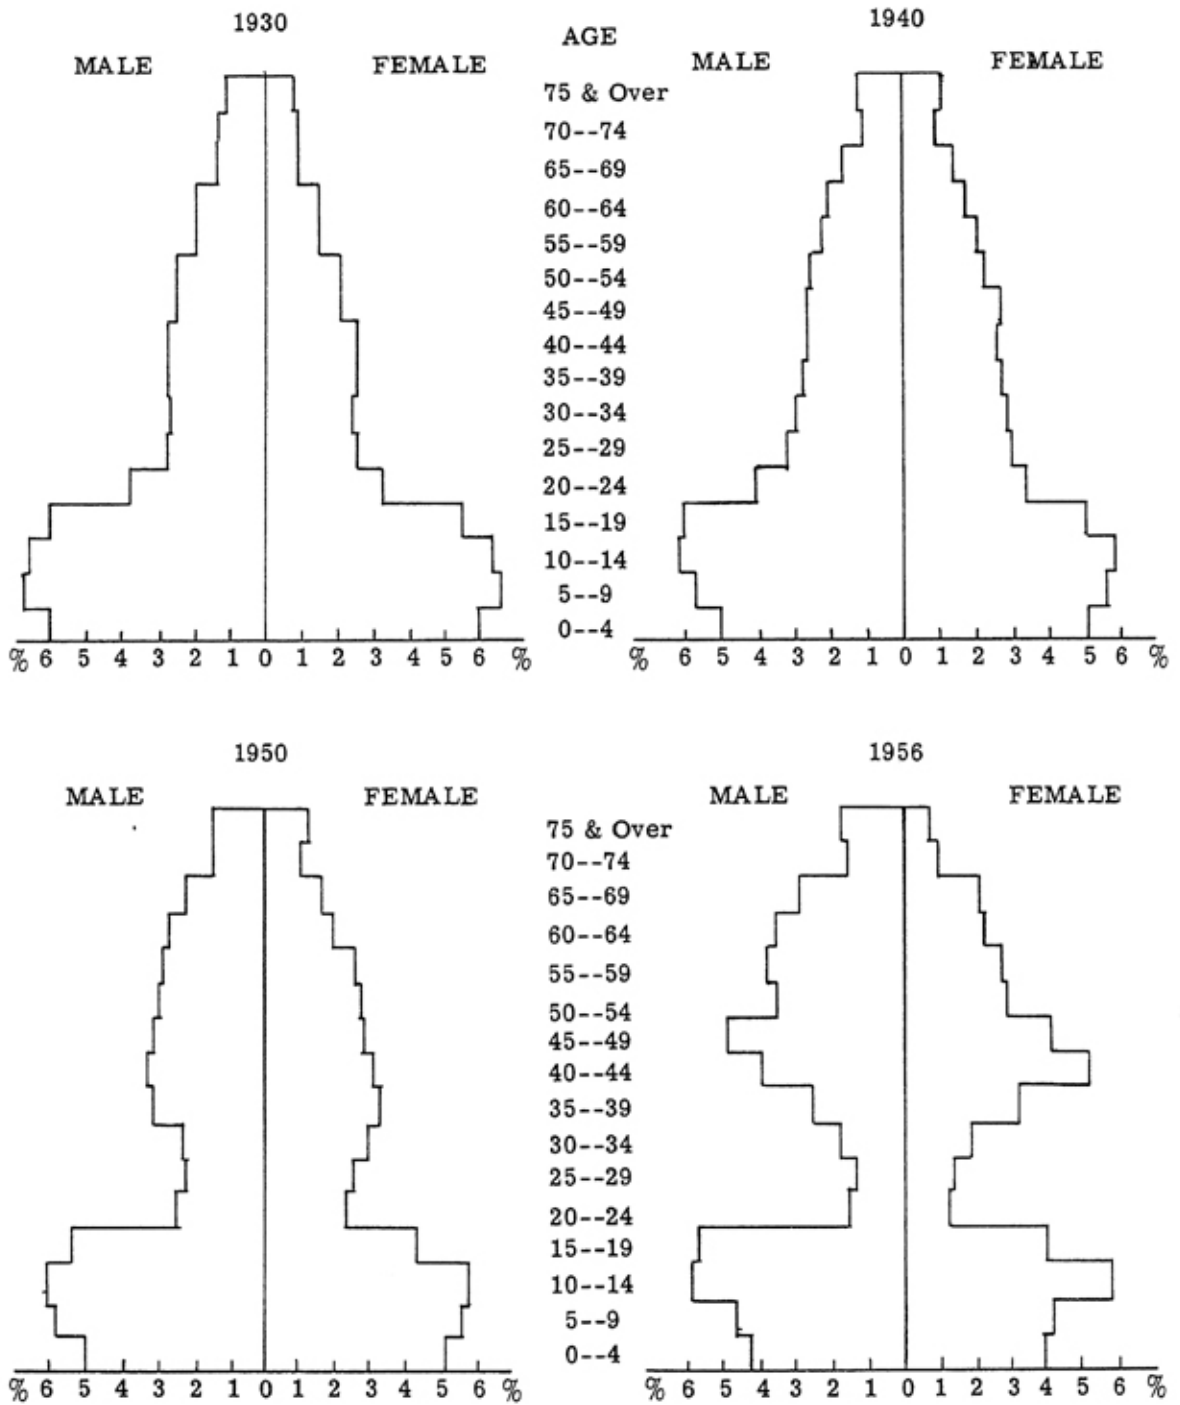 1930
AGE
1940
MALE
FEMALE
MALE
FEMALE
75 & Over
70--74
65--69
60--64
55--59
50--54
45--49
40--44
35--39
30--34
25--29
20--24
15--19
10--14
5--9
0--4
% 6 5 4 3 2 1 0 1 2 3 4 5 6 %
% 6 5 4 3 2 1 0 1 2 3 4 5 6 %
1950
1956
MALE
FEMALE
MALE
FEMALE
75 & Over
70--74
65--69
60--64
55--59
50--54
45--49
40--44
35--39
30--34
25--29
20--24
15--19
10--14
5--9
0--4
% 6 5 4 3 2 1 0 1 2 3 4 5 6 %
% 6 5 4 3 2 1 0 1 2 3 4 5 6 %